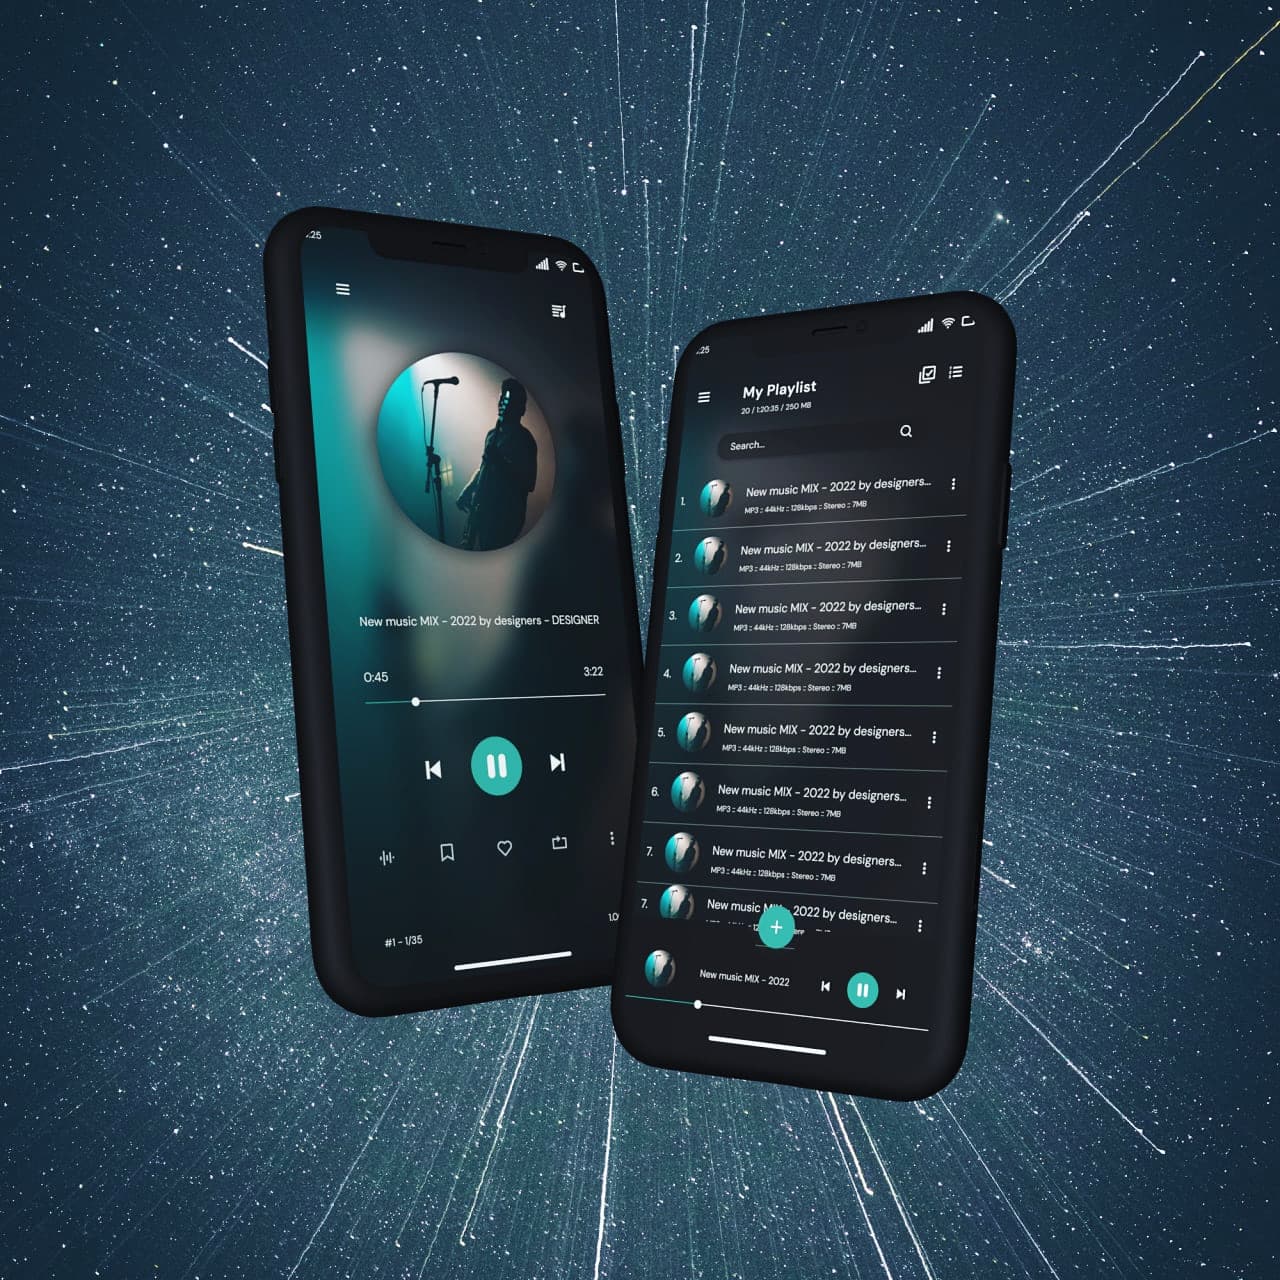 .25
New music MIX - 2022 by designers - DESIGNER
0:45
3:22
#1 - 1/35
.25
My Playlist
20 / 1:20:35 / 250 MB
Search...
1.
New music MIX - 2022 by designers...
MP3 :: 44kHz :: 128kbps :: Stereo :: 7MB
2.
New music MIX - 2022 by designers...
MP3 :: 44kHz :: 128kbps :: Stereo :: 7MB
3.
New music MIX - 2022 by designers...
MP3 :: 44kHz :: 128kbps :: Stereo :: 7MB
4.
New music MIX - 2022 by designers...
MP3 :: 44kHz :: 128kbps :: Stereo :: 7MB
5.
New music MIX - 2022 by designers...
MP3 :: 44kHz :: 128kbps :: Stereo :: 7MB
6.
New music MIX - 2022 by designers...
MP3 :: 44kHz :: 128kbps :: Stereo :: 7MB
7.
New music MIX - 2022 by designers...
MP3 :: 44kHz :: 128kbps :: Stereo :: 7MB
7.
New music MIX - 2022 by designers...
New music MIX - 2022